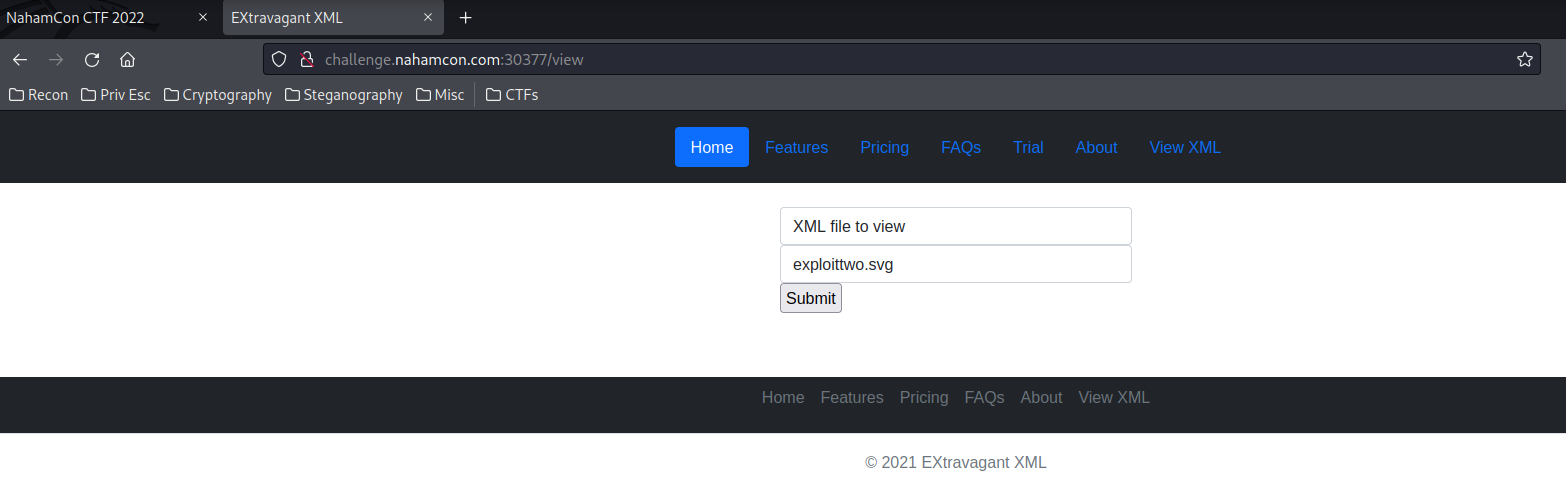 NahamCon CTF 2022 EXtravagant XML
challenge.nahamcon.com:30377/view
Recon Priv Esc Cryptography Steganography Misc CTFs
Home Features Pricing FAQs Trial About View XML
XML file to view
exploittwo.svg
Submit
Home Features Pricing FAQs About View XML
© 2021 EXtravagant XML